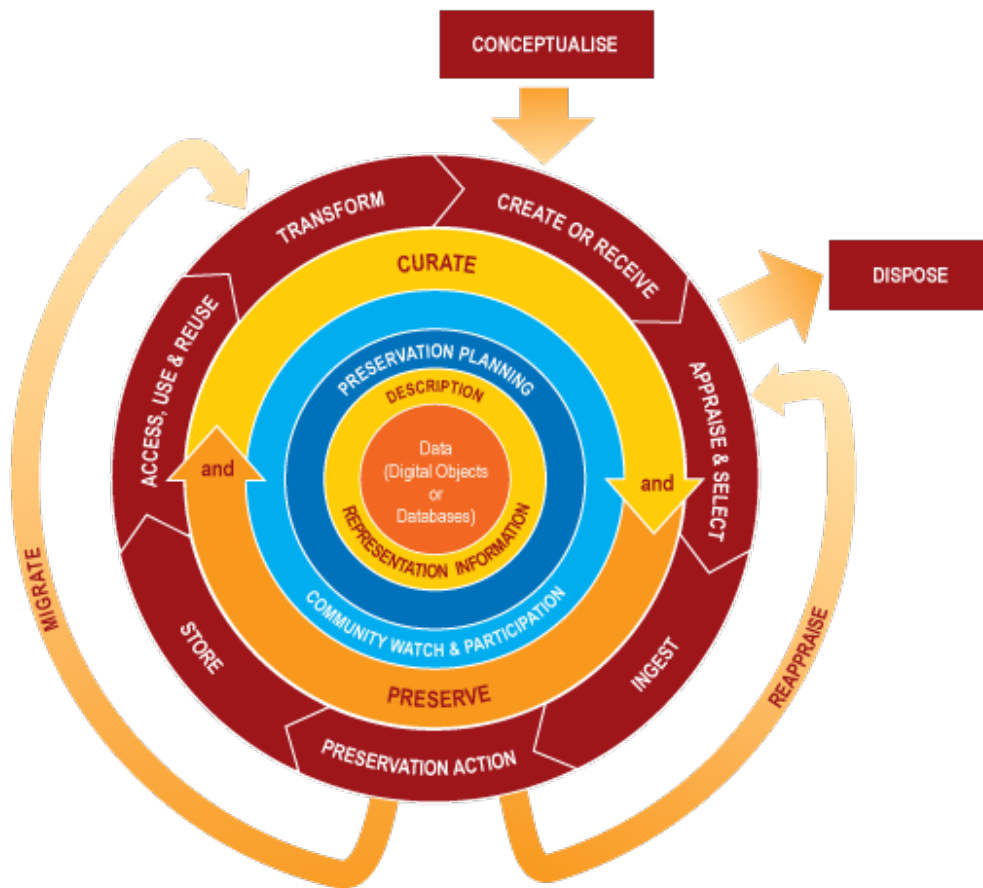 CONCEPTUALISE
DISPOSE
TRANSFORM
CREATE OR RECEIVE
APPRAISE & SELECT
INGEST
PRESERVATION ACTION
STORE
ACCESS, USE & REUSE
CURATE
and
PRESERVE
and
PRESERVATION PLANNING
COMMUNITY WATCH & PARTICIPATION
DESCRIPTION
REPRESENTATION INFORMATION
Data
(Digital Objects
or
Databases)
MIGRATE
REAPPRAISE